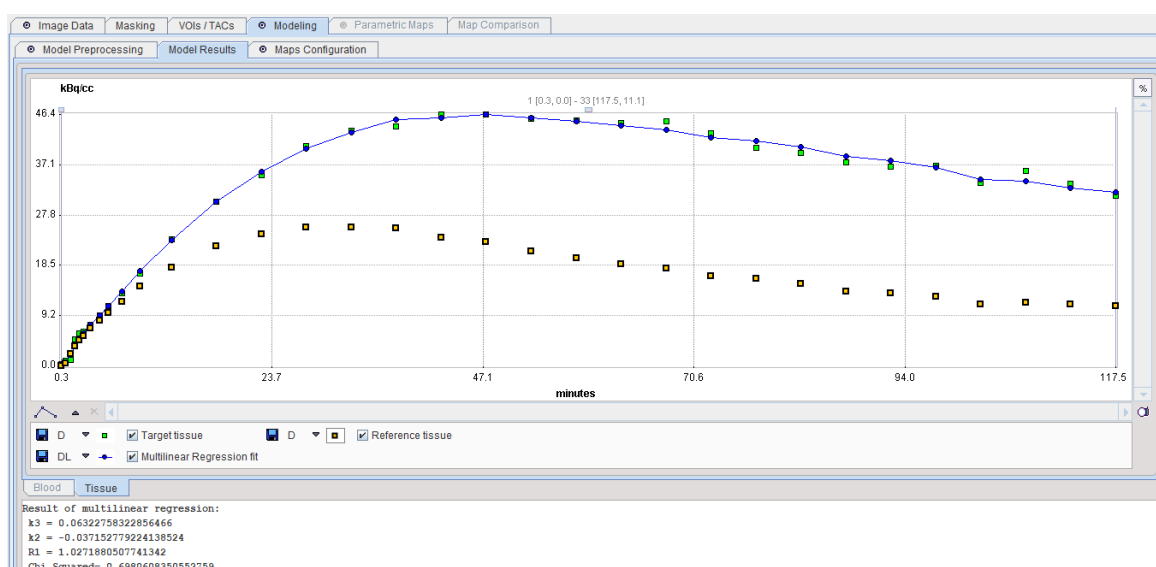 Image Data Masking VOIs / TACs Modeling Parametric Maps Map Comparison
Model Preprocessing Model Results Maps Configuration
kBq/cc
1 [0.3, 0.0] - 33 [117.5, 11.1]
%
46.4
37.1
27.8
18.5
9.2
0.0
0.3 23.7 47.1 70.6 94.0 117.5
minutes
D Target tissue D Reference tissue
DL Multilinear Regression fit
Blood Tissue
Result of multilinear regression:
k3 = 0.06322758322856466
k2 = -0.037152779224138524
R1 = 1.0271880507741342
Chi Squared= 0.6980608350552759